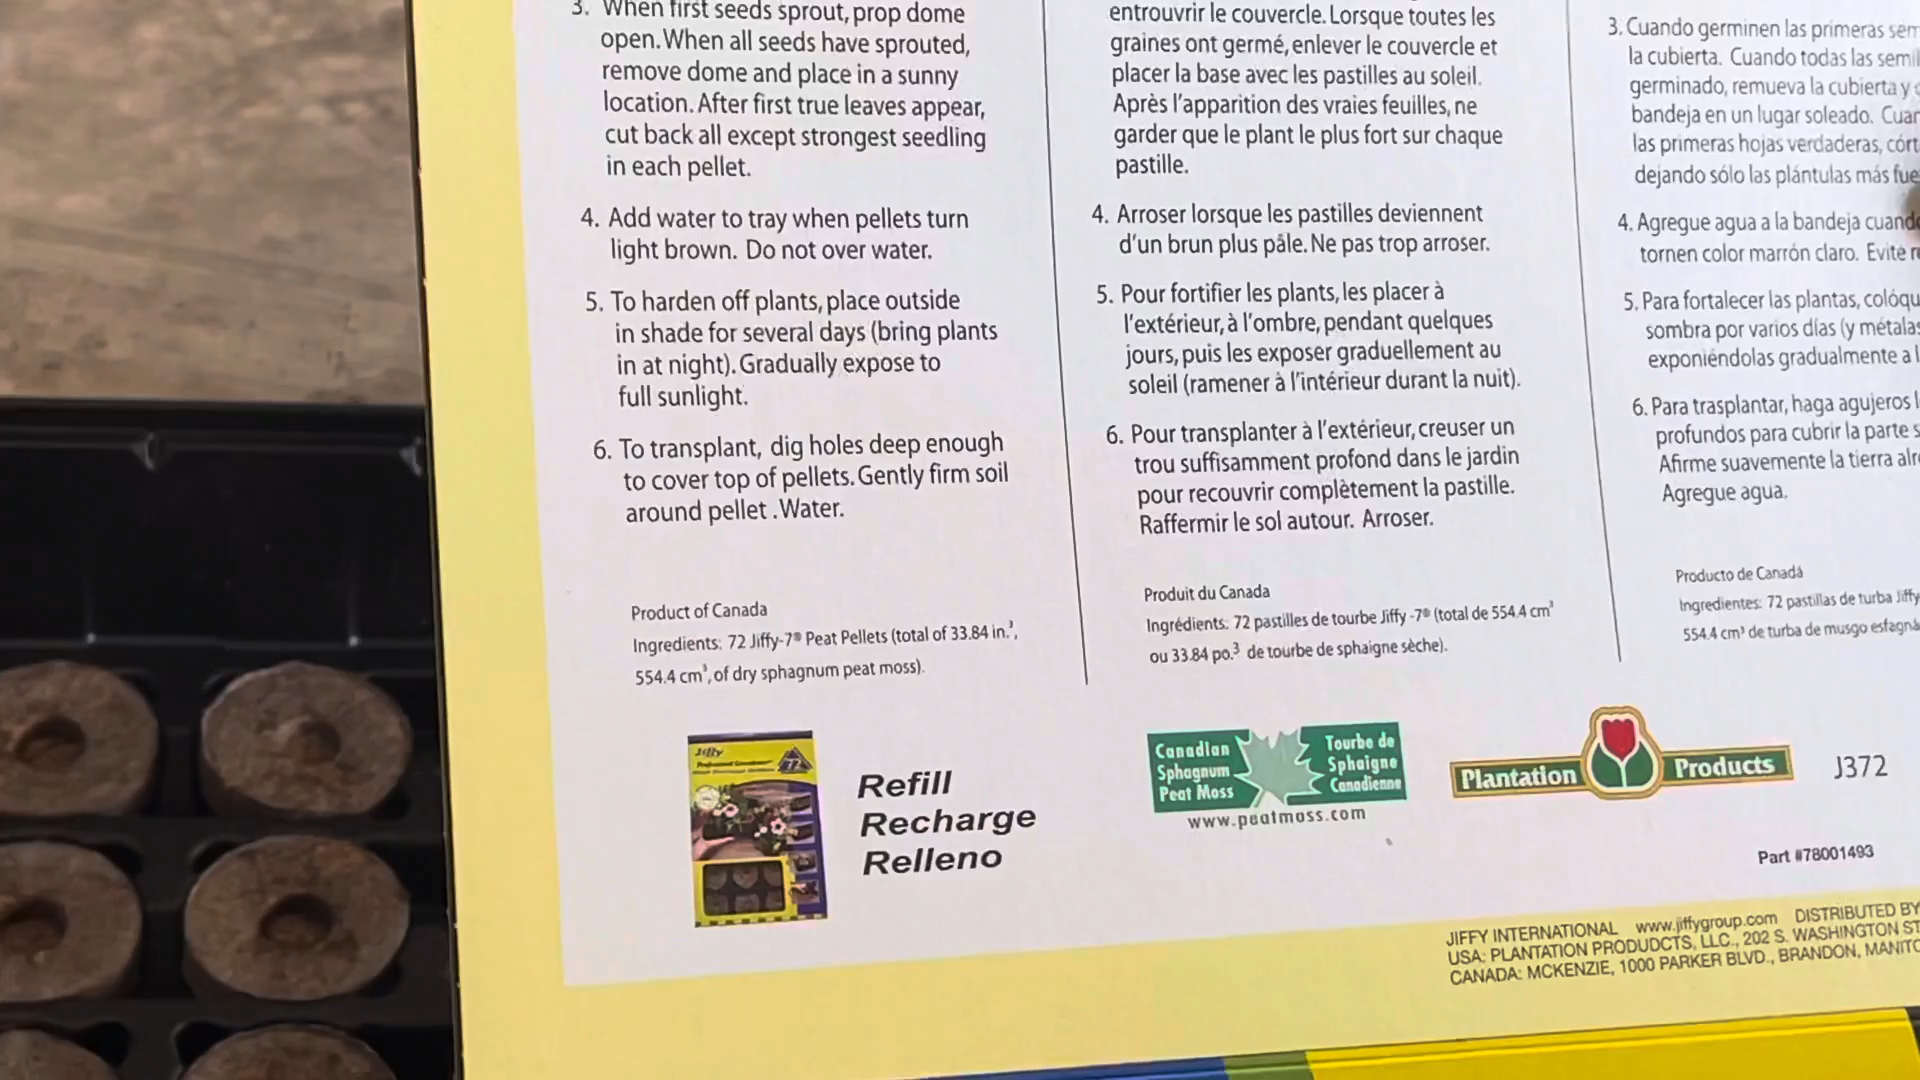 3. When first seeds sprout, prop dome
open. When all seeds have sprouted,
remove dome and place in a sunny
location. After first true leaves appear,
cut back all except strongest seedling
in each pellet.
4. Add water to tray when pellets turn
light brown. Do not over water.
5. To harden off plants, place outside
in shade for several days (bring plants
in at night). Gradually expose to
full sunlight.
6. To transplant, dig holes deep enough
to cover top of pellets. Gently firm soil
around pellet .Water.
Product of Canada
Ingredients: 72 Jiffy-7® Peat Pellets (total of 33.84 in.³,
554.4 cm³, of dry sphagnum peat moss).
entrouvrir le couvercle. Lorsque toutes les
graines ont germé, enlever le couvercle et
placer la base avec les pastilles au soleil.
Après l'apparition des vraies feuilles, ne
garder que le plant le plus fort sur chaque
pastille.
4. Arroser lorsque les pastilles deviennent
d'un brun plus pâle. Ne pas trop arroser.
5. Pour fortifier les plants, les placer à
l'extérieur, à l'ombre, pendant quelques
jours, puis les exposer graduellement au
soleil (ramener à l'intérieur durant la nuit).
6. Pour transplanter à l'extérieur, creuser un
trou suffisamment profond dans le jardin
pour recouvrir complètement la pastille.
Raffermir le sol autour. Arroser.
Produit du Canada
Ingrédients: 72 pastilles de tourbe Jiffy -7® (total de 554.4 cm³
ou 33.84 po.³ de tourbe de sphaigne sèche).
3. Cuando germinen las primeras
la cubierta. Cuando todas las
germinado, remueva la cubierta y
bandeja en un lugar soleado.
las primeras hojas verdaderas,
dejando sólo las plántulas más
4. Agregue agua a la bandeja
tornen color marrón claro. Evite
5. Para fortalecer las plantas,
sombra por varios días (y
exponiéndolas gradualmente a
6. Para trasplantar, haga agujeros
profundos para cubrir la parte
Afirme suavemente la tierra
Agregue agua.
Producto de Canadá
Ingredientes: 72 pastillas de turba Jiffy
554.4 cm³ de turba de musgo
Jiffy
72
Refill
Recharge
Relleno
Canadian
Sphagnum
Peat Moss
Tourbe de
Sphaigne
Canadienne
www.peatmoss.com
Plantation Products
J372
Part #78001493
JIFFY INTERNATIONAL www.jiffygroup.com DISTRIBUTED BY
USA: PLANTATION PRODUDCTS, LLC., 202 S. WASHINGTON ST
CANADA: MCKENZIE, 1000 PARKER BLVD., BRANDON,